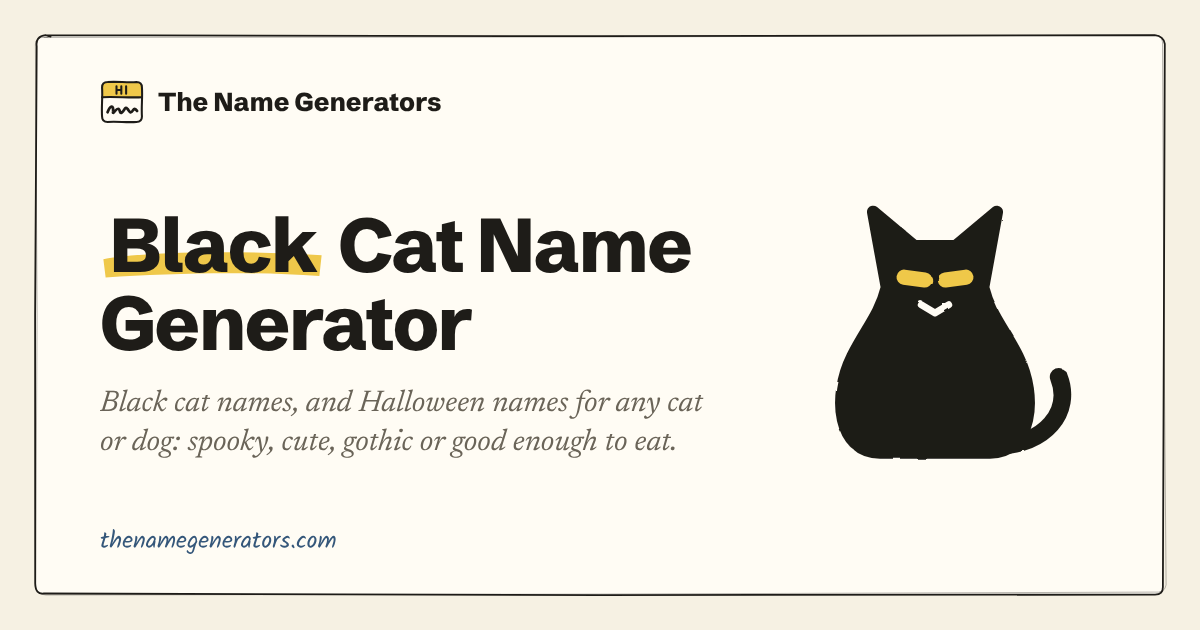 HI
The Name Generators
Black Cat Name
Generator
Black cat names, and Halloween names for any cat
or dog: spooky, cute, gothic or good enough to eat.
thenamegenerators.com